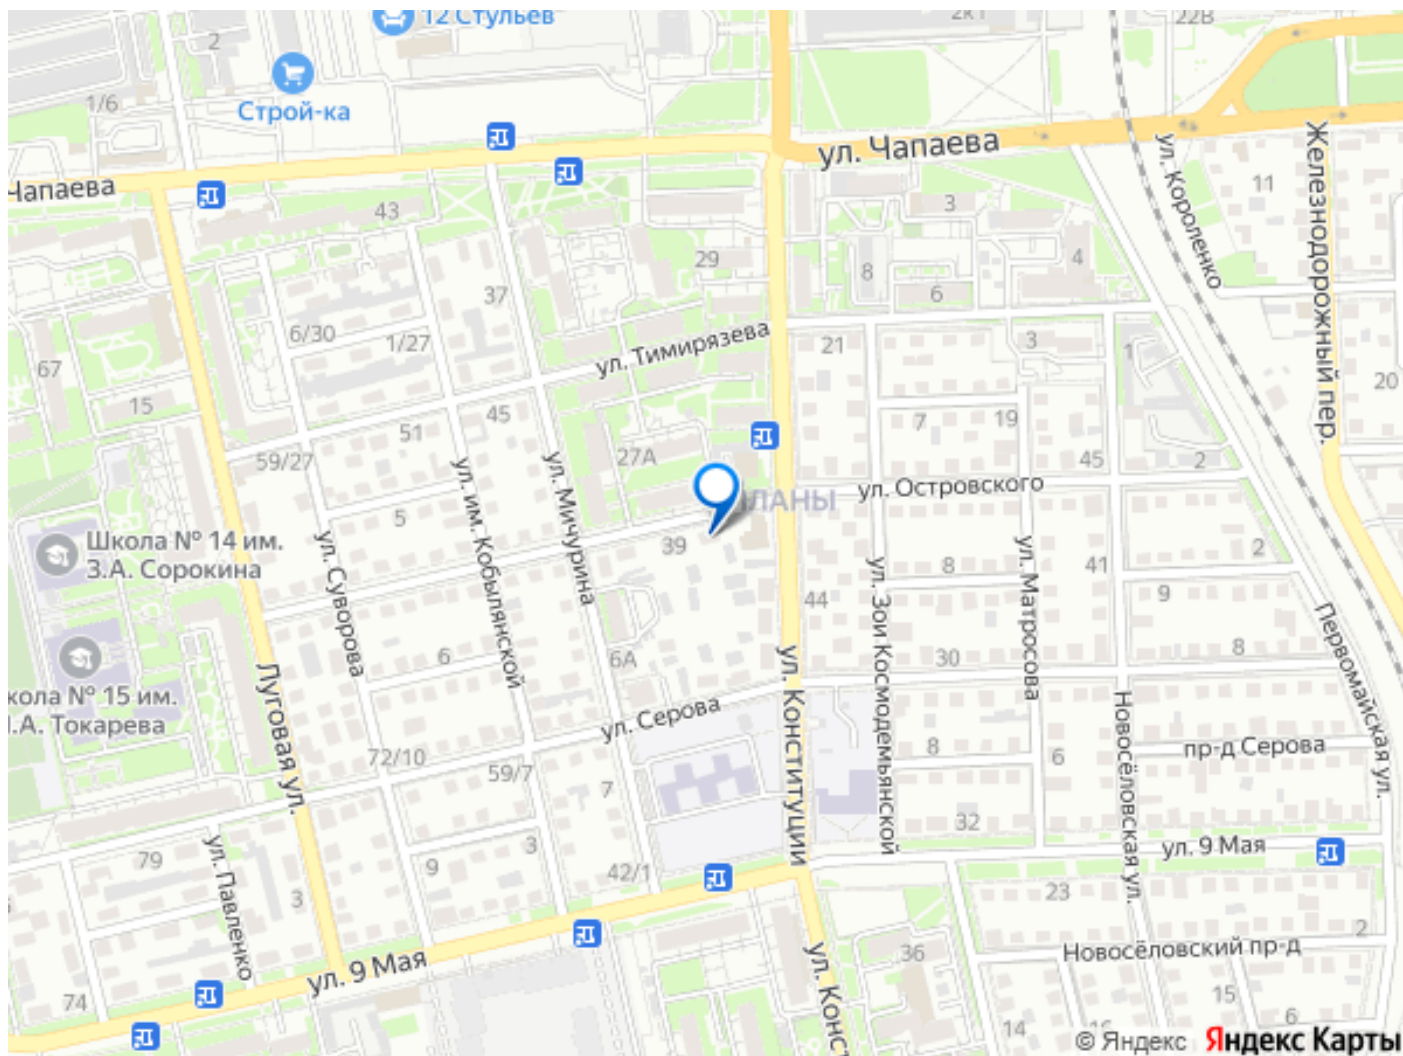 12 Стульев
2к1
22В
2
Строй-ка
1/6
ул. Чапаева
Чапаева
ул. Короленко
Железнодорожный пер.
11
43
3
29
8
4
6
37
6/30
1/27
ул. Тимирязева
21
3
1
67
20
15
45
7
19
51
59/27
27А
45
2
ул. Островского
ЛАНЫ
ул. им. Кобылянской
ул. Мичурина
5
Школа № 14 им.
З.А. Сорокина
39
ул. Суворова
ул. Зои Космодемьянской
ул. Матросова
8
41
2
9
44
Первомайская ул.
6
6А
30
8
Луговая ул.
кола № 15 им.
.А. Токарева
ул. Серова
ул. Конституции
Новосёловская ул.
72/10
59/7
8
6
пр-д Серова
7
32
ул. Павленко
79
9
3
42/1
ул. 9 Мая
3
23
ул. 9 Мая
36
2
Новосёловский пр-д
74
ул. Конст
15
6
14
16
© Яндекс Яндекс Карты